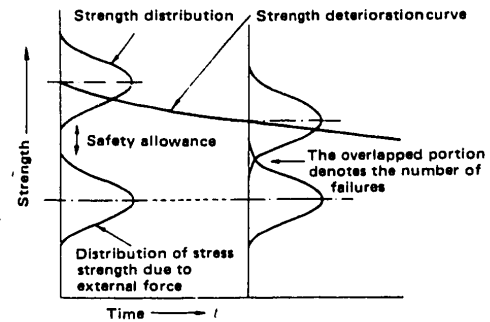 Strength distribution
Strength deterioration curve
Safety allowance
The overlapped portion
denotes the number of
failures
Strength
Distribution of stress
strength due to
external force
Time t